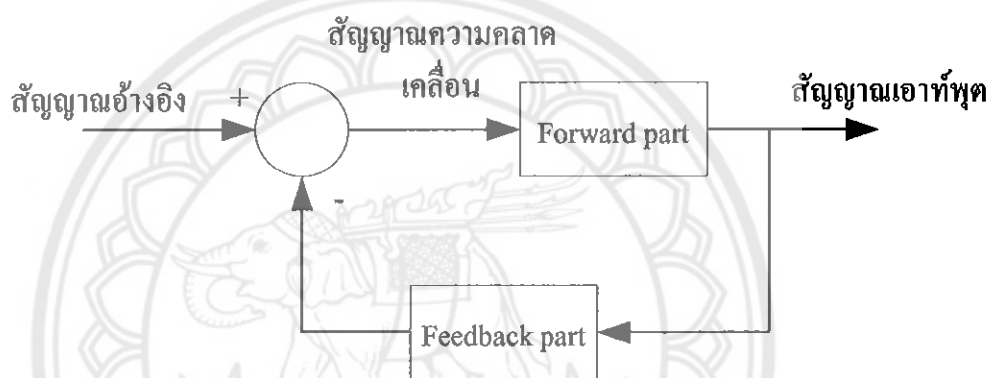 สัญญาณความคลาด
เคลื่อน
สัญญาณอ้างอิง
สัญญาณเอาท์พุต
+
Forward part
-
Feedback part